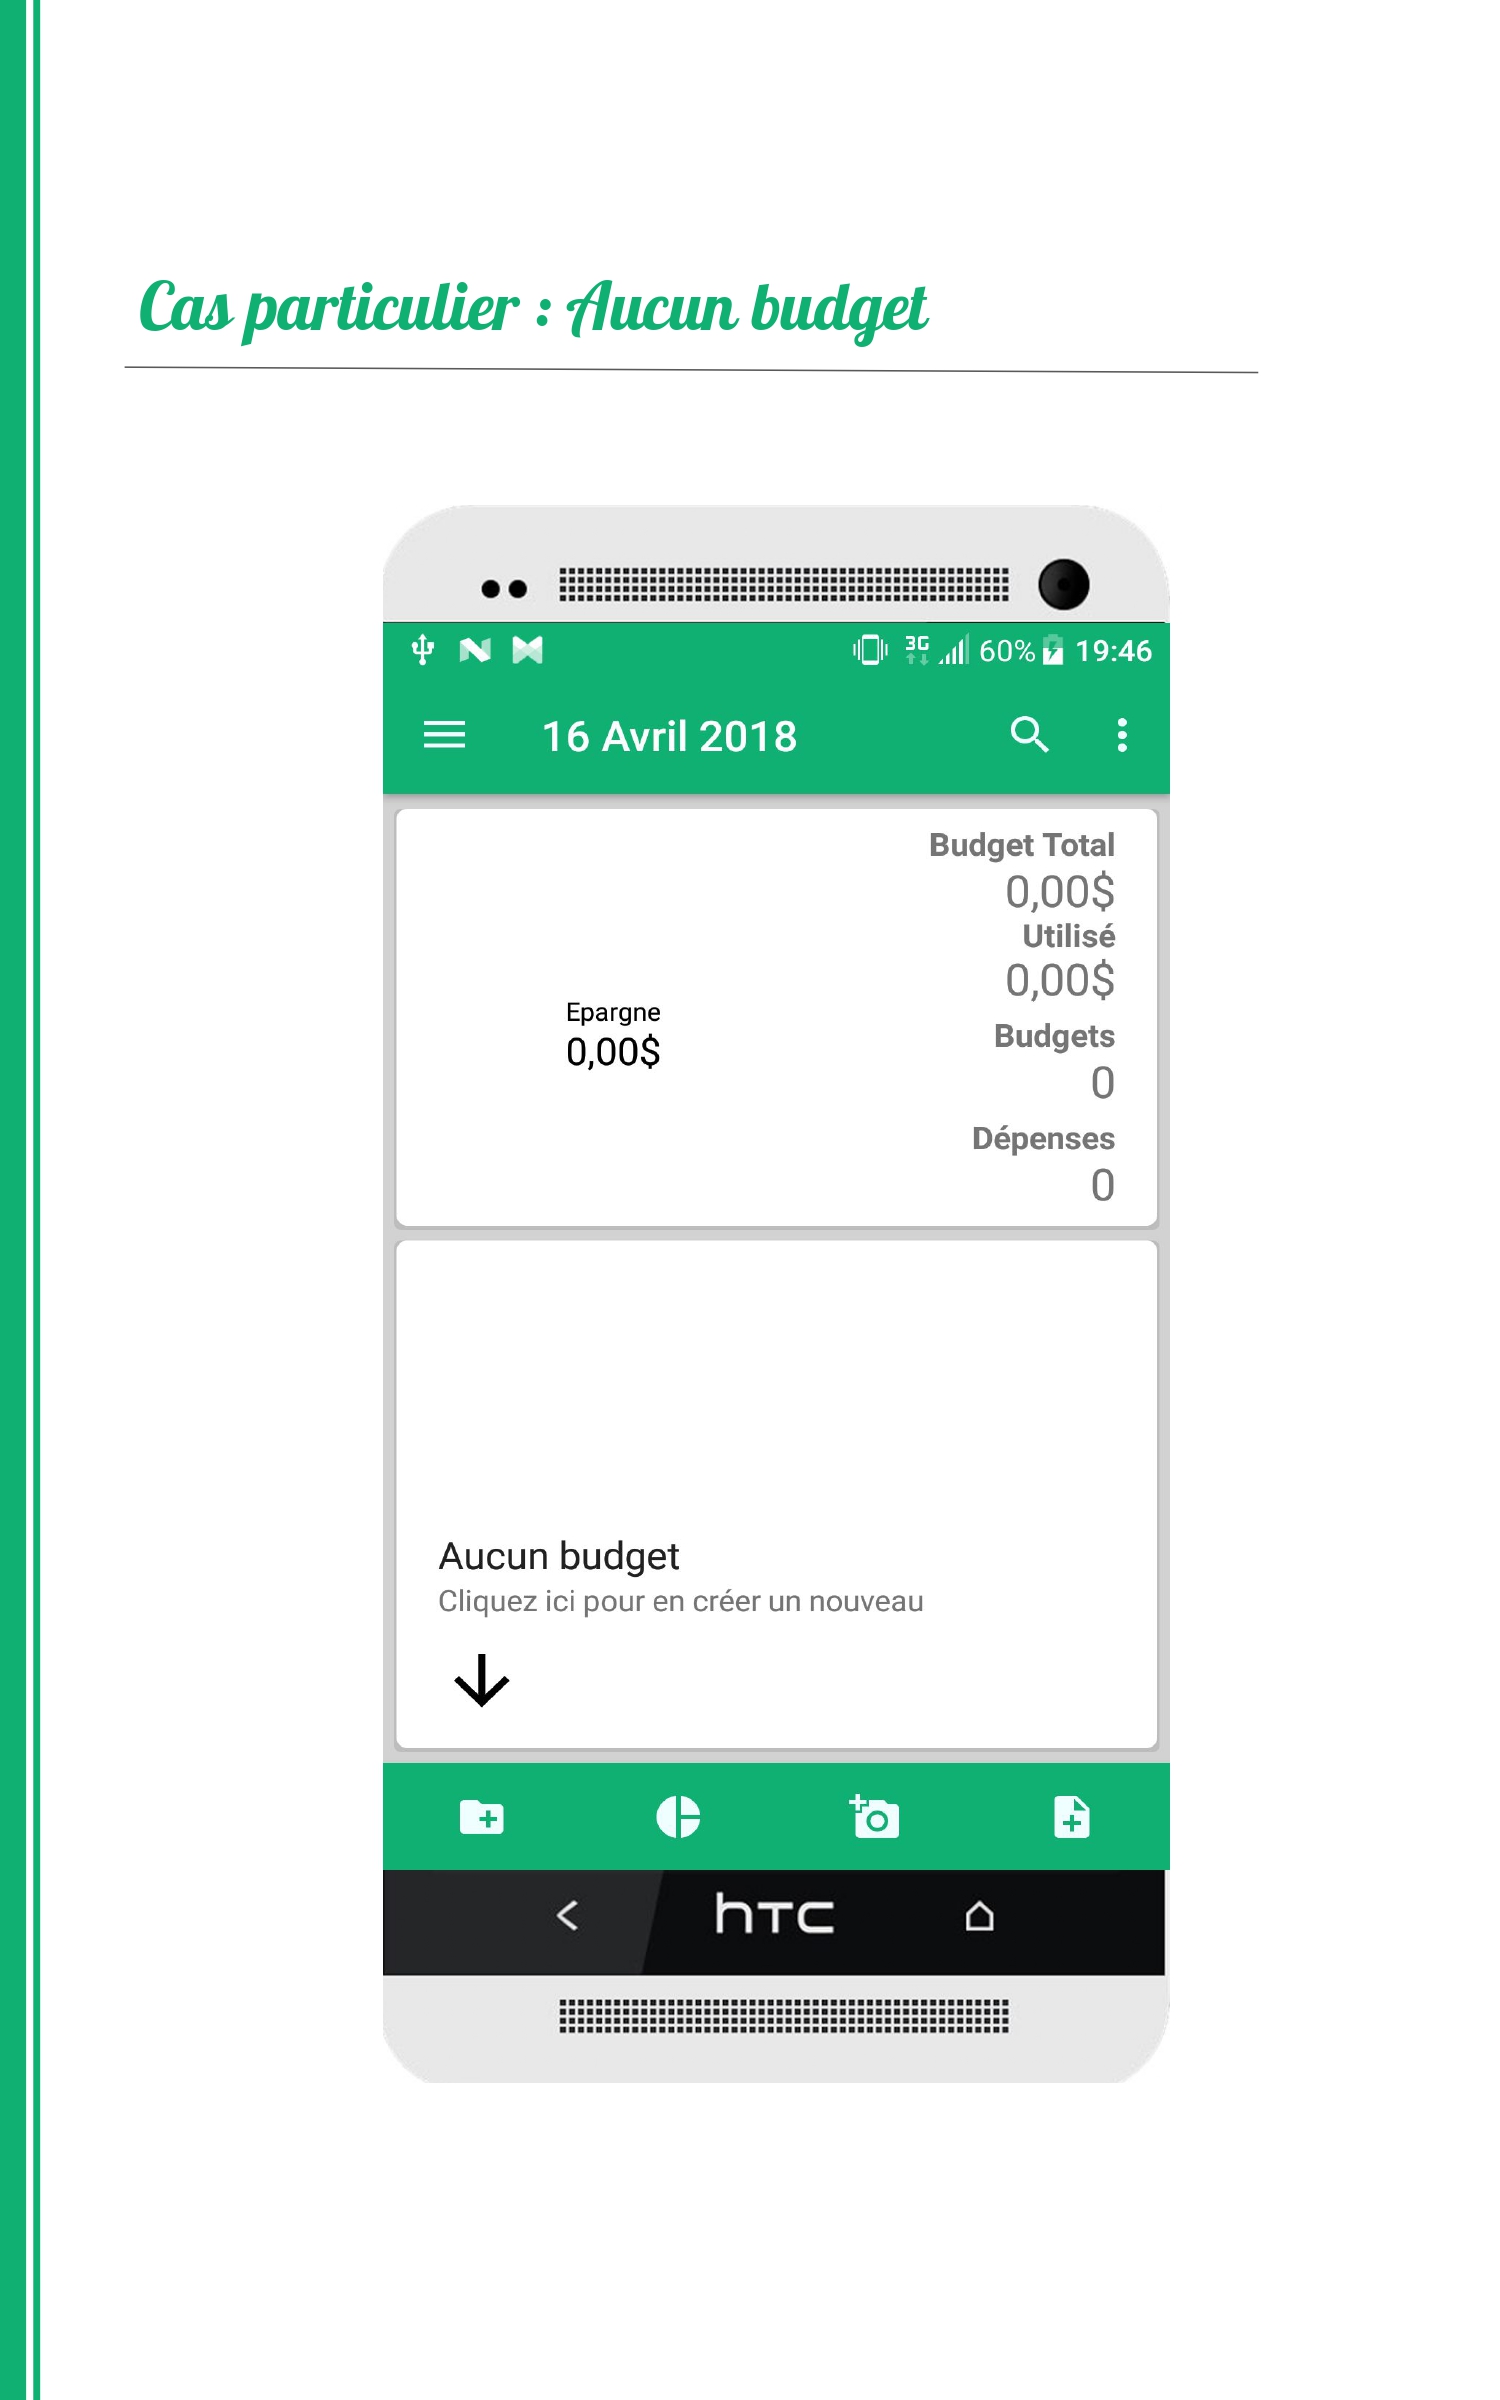 Cas particulier : Aucun budget
3G 60% 19:46
16 Avril 2018
Budget Total
0,00$
Utilisé
0,00$
Epargne
0,00$
Budgets
0
Dépenses
0
Aucun budget
Cliquez ici pour en créer un nouveau
hTC